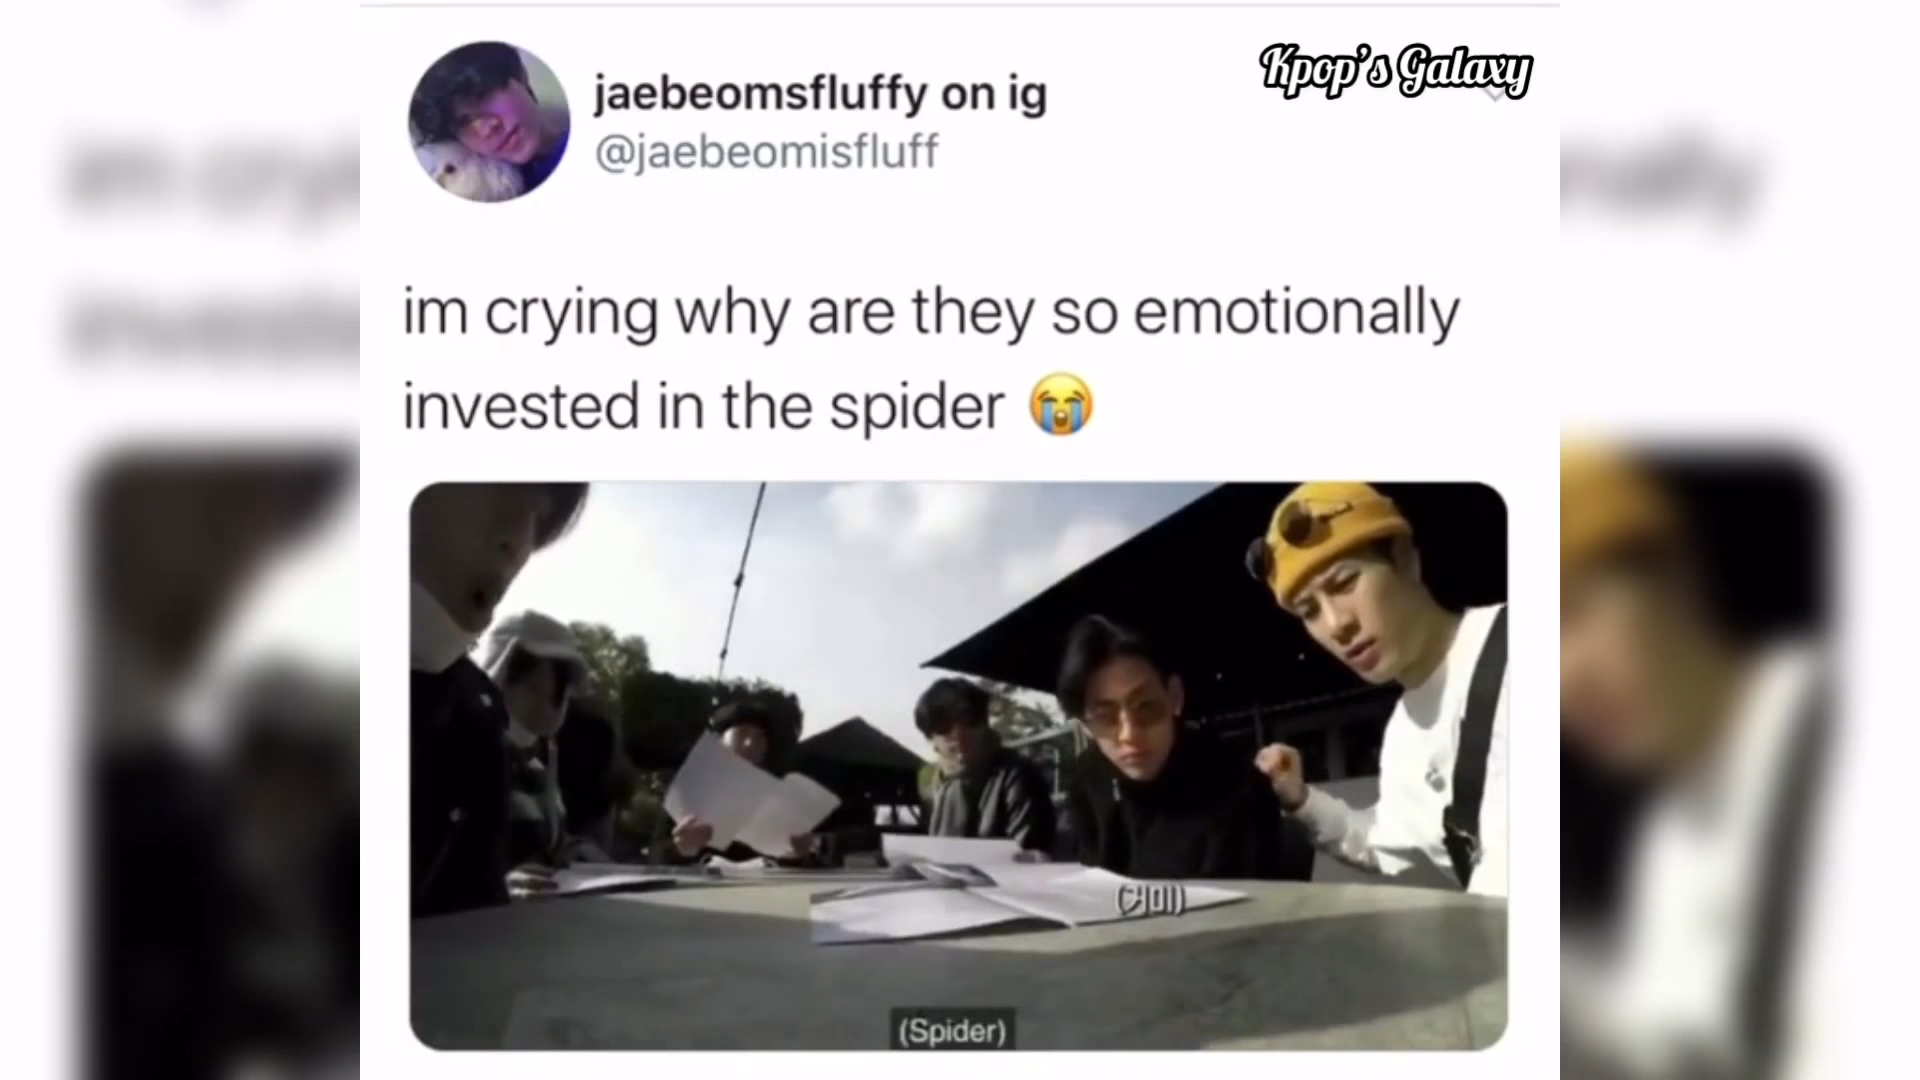 Kpop's Galaxy
jaebeomsfluffy on ig
@jaebeomisfluff
im crying why are they so emotionally
invested in the spider 😭
(거미)
(Spider)